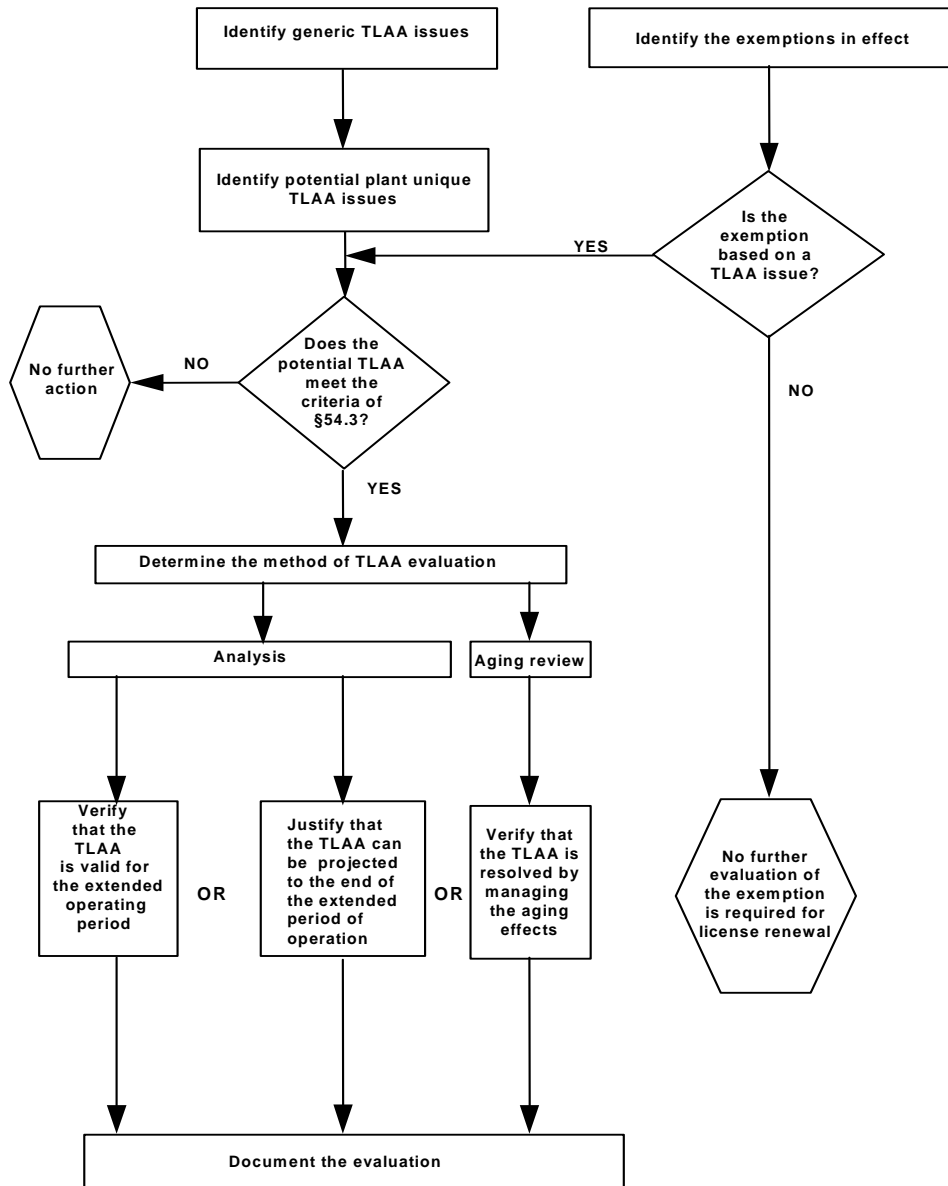 Identify generic TLAA issues
Identify the exemptions in effect
Identify potential plant unique
TLAA issues
Is the
exemption
based on a
TLAA issue?
YES
Does the
potential TLAA
meet the
criteria of
§54.3?
NO
No further
action
NO
YES
Determine the method of TLAA evaluation
Analysis
Aging review
Verify
that the
TLAA
is valid for
the extended
operating
period
OR
Justify that
the TLAA can
be projected
to the end of
the extended
period of
operation
OR
Verify that
the TLAA is
resolved by
managing
the aging
effects
No further
evaluation of
the exemption
is required for
license renewal
Document the evaluation